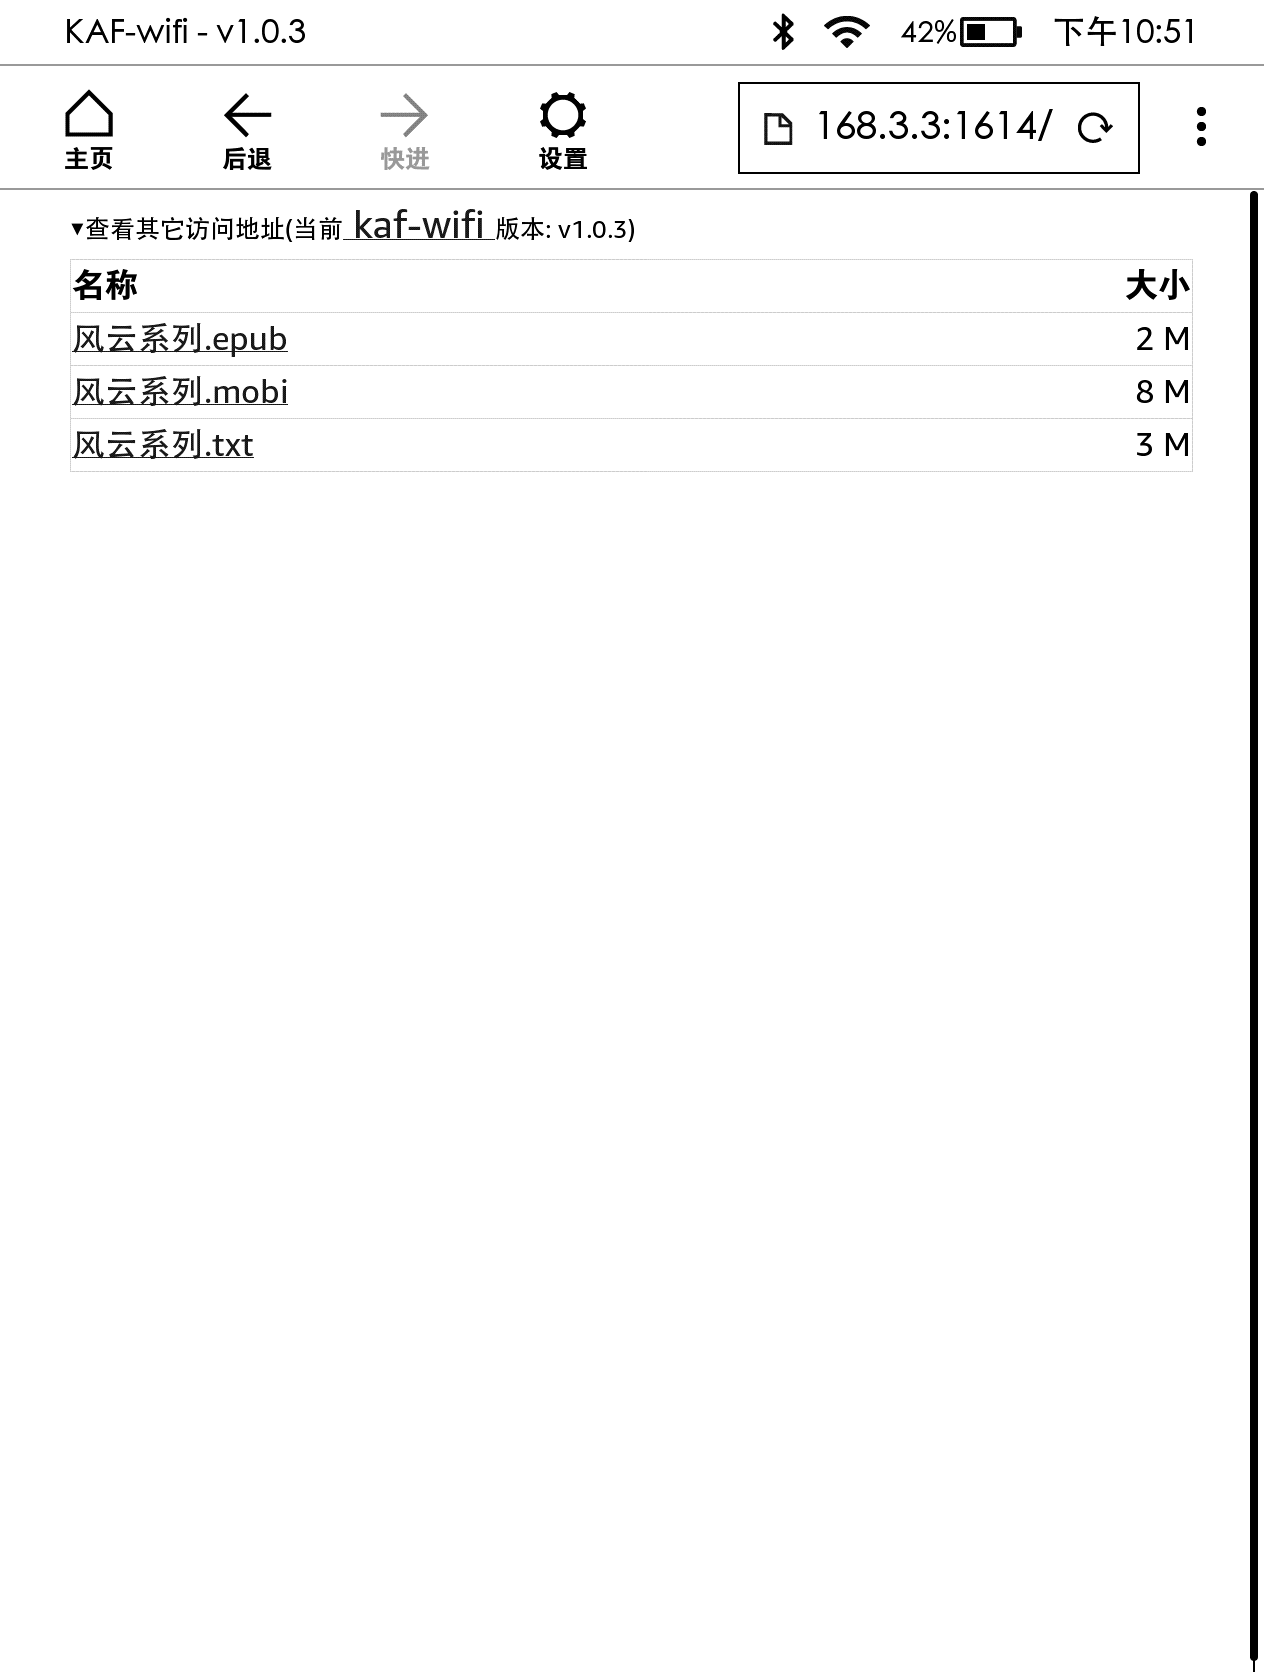 KAF-wifi - v1.0.3 42% 下午10:51
主页 后退 快进 设置 168.3.3:1614/
▾查看其它访问地址(当前 kaf-wifi 版本: v1.0.3)
名称 大小
风云系列.epub 2 M
风云系列.mobi 8 M
风云系列.txt 3 M